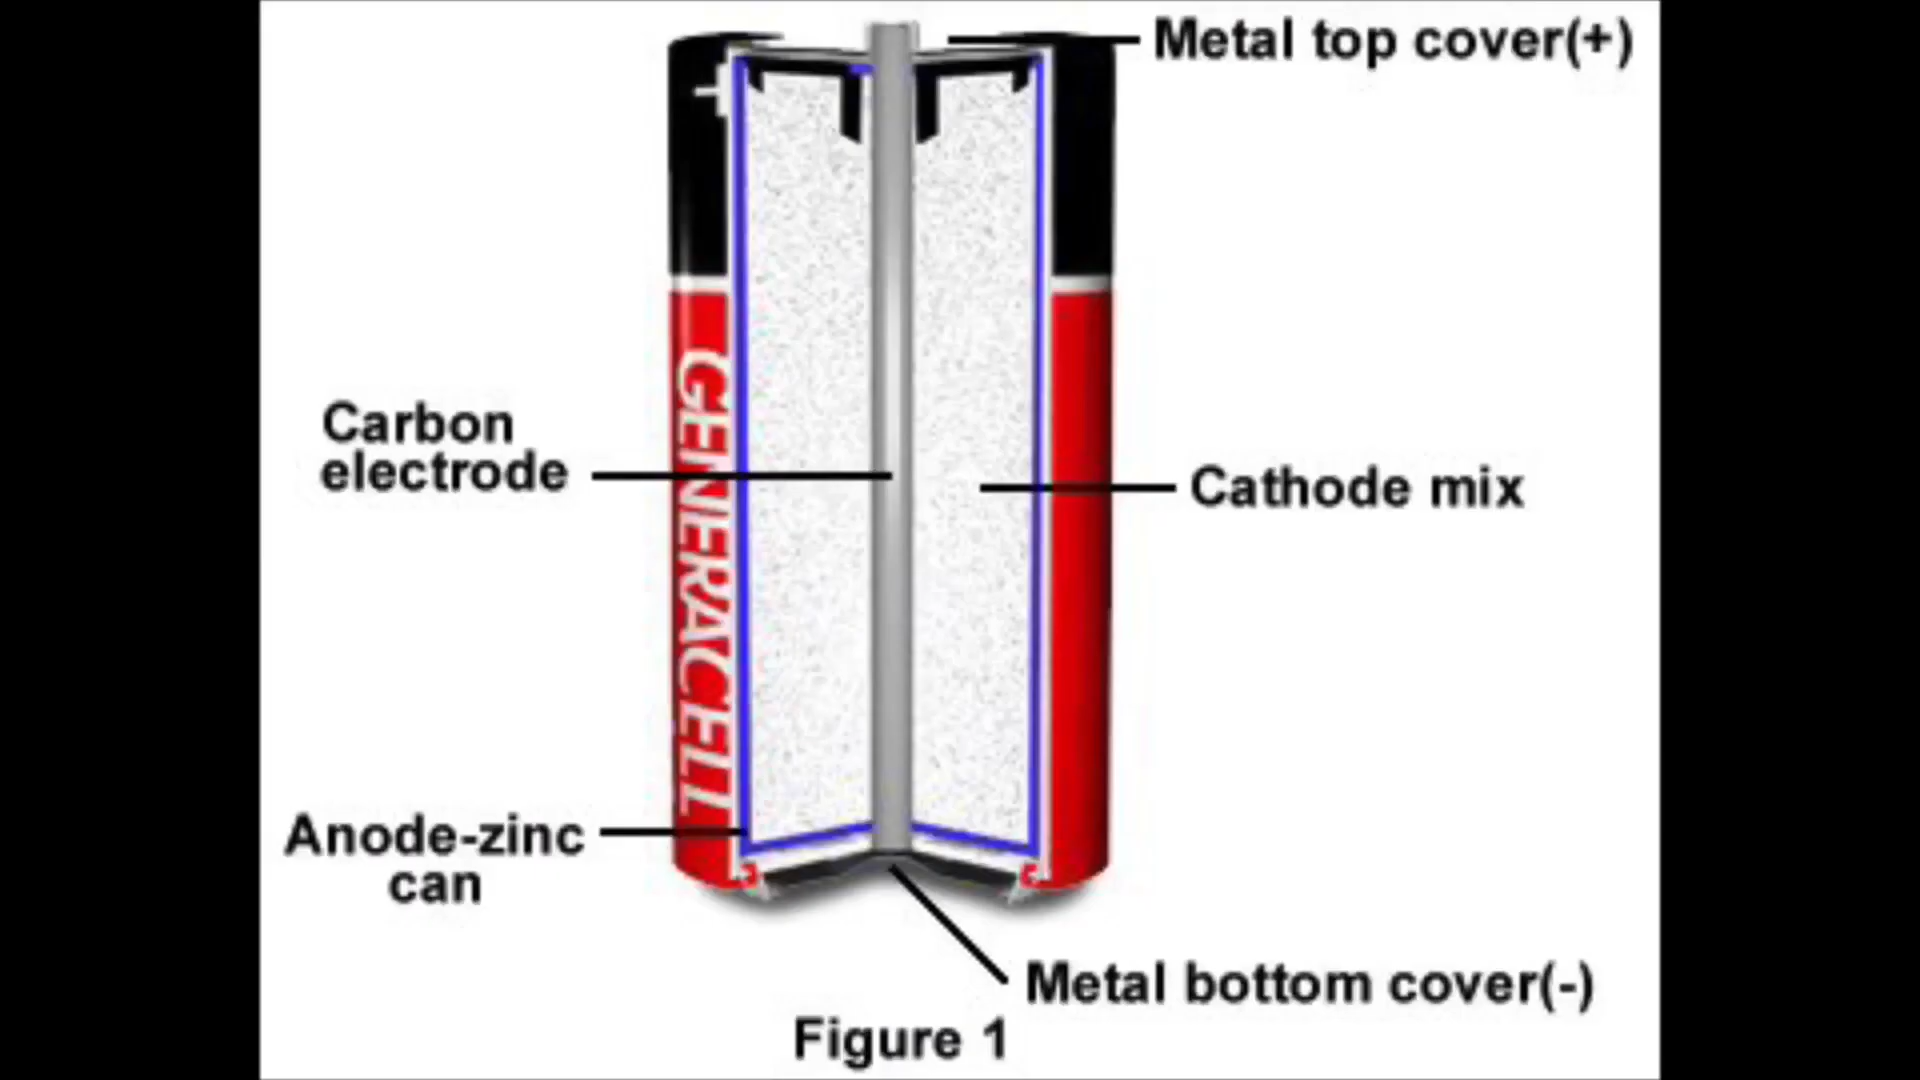 Metal top cover(+)
Carbon
electrode
GENERACELL
Cathode mix
Anode-zinc
can
Metal bottom cover(-)
Figure 1